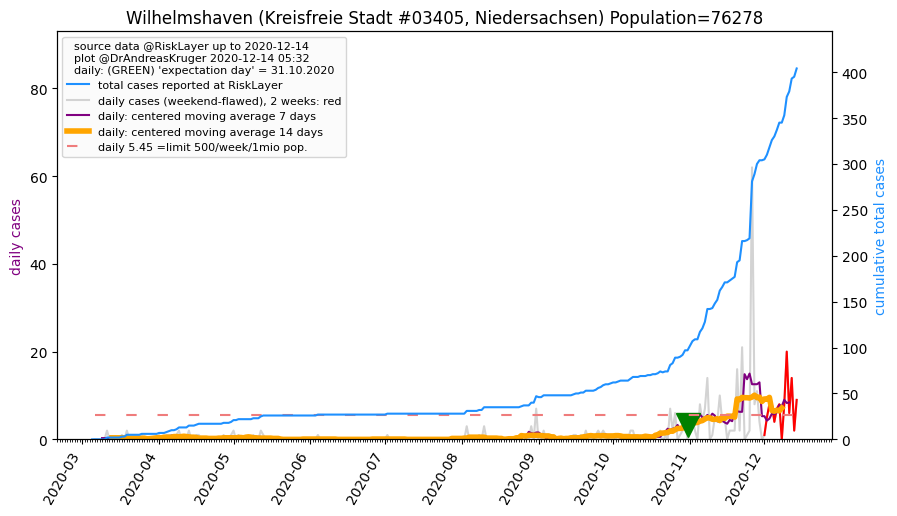 Wilhelmshaven (Kreisfreie Stadt #03405, Niedersachsen) Population=76278
source data @RiskLayer up to 2020-12-14
plot @DrAndreasKruger 2020-12-14 05:32
daily: (GREEN) 'expectation day' = 31.10.2020
total cases reported at RiskLayer
daily cases (weekend-flawed), 2 weeks: red
daily: centered moving average 7 days
daily: centered moving average 14 days
daily 5.45 =limit 500/week/1mio pop.
daily cases
80
60
40
20
0
cumulative total cases
400
350
300
250
200
150
100
50
0
2020-03
2020-04
2020-05
2020-06
2020-07
2020-08
2020-09
2020-10
2020-11
2020-12